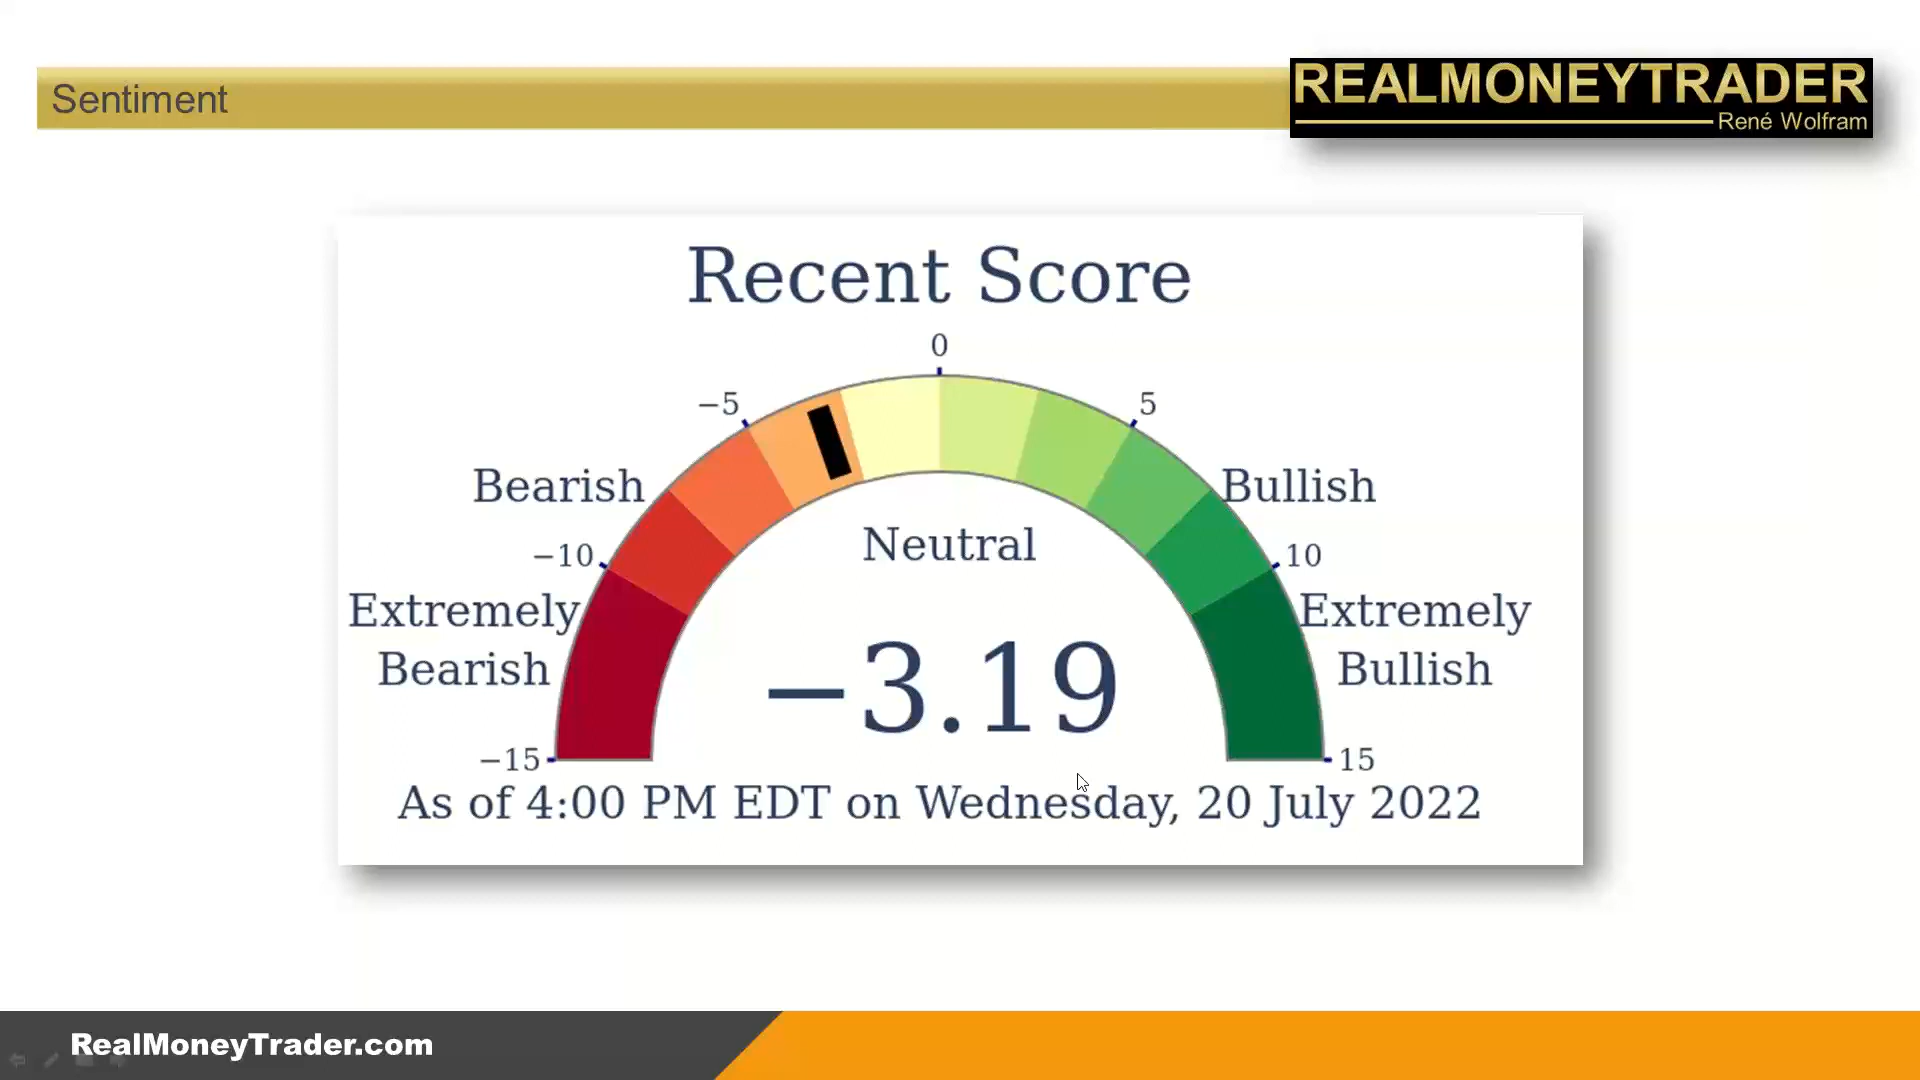 Sentiment
REALMONEYTRADER
René Wolfram
Recent Score
0
−5
5
Bearish
Bullish
Neutral
−10
10
Extremely
Bearish
Extremely
Bullish
−3.19
−15
15
As of 4:00 PM EDT on Wednesday, 20 July 2022
RealMoneyTrader.com